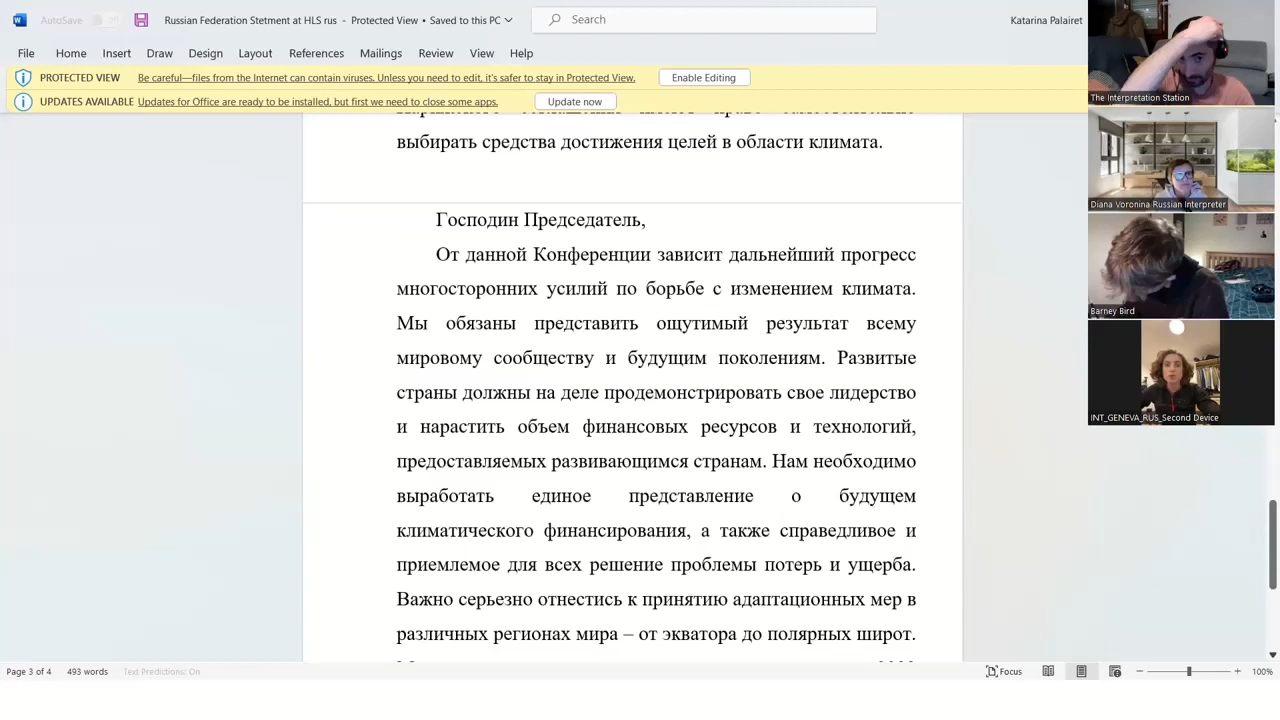 AutoSave
Russian Federation Stetment at HLS rus - Protected View • Saved to this PC
Search
Katarina Palairet
File Home Insert Draw Design Layout References Mailings Review View Help
PROTECTED VIEW Be careful—files from the Internet can contain viruses. Unless you need to edit, it's safer to stay in Protected View. Enable Editing
UPDATES AVAILABLE Updates for Office are ready to be installed, but first we need to close some apps. Update now
The Interpretation Station
Diana Voronina Russian Interpreter
Barney Bird
INT_GENEVA_RUS_Second Device
выбирать средства достижения целей в области климата.
Господин Председатель,
От данной Конференции зависит дальнейший прогресс
многосторонних усилий по борьбе с изменением климата.
Мы обязаны представить ощутимый результат всему
мировому сообществу и будущим поколениям. Развитые
страны должны на деле продемонстрировать свое лидерство
и нарастить объем финансовых ресурсов и технологий,
предоставляемых развивающимся странам. Нам необходимо
выработать единое представление о будущем
климатического финансирования, а также справедливое и
приемлемое для всех решение проблемы потерь и ущерба.
Важно серьезно отнестись к принятию адаптационных мер в
различных регионах мира – от экватора до полярных широт.
Page 3 of 4 493 words Text Predictions: On
Focus
100%